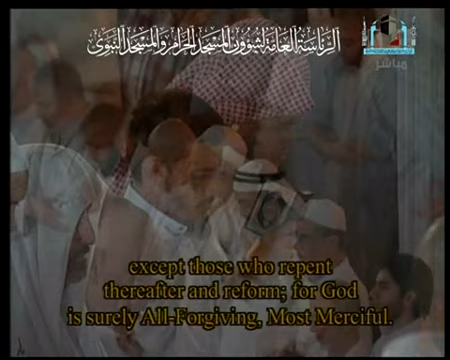 الرئاسة العامة لشؤون المسجد الحرام والمسجد النبوي
مباشر
except those who repent
thereafter and reform; for God
is surely All-Forgiving, Most Merciful.